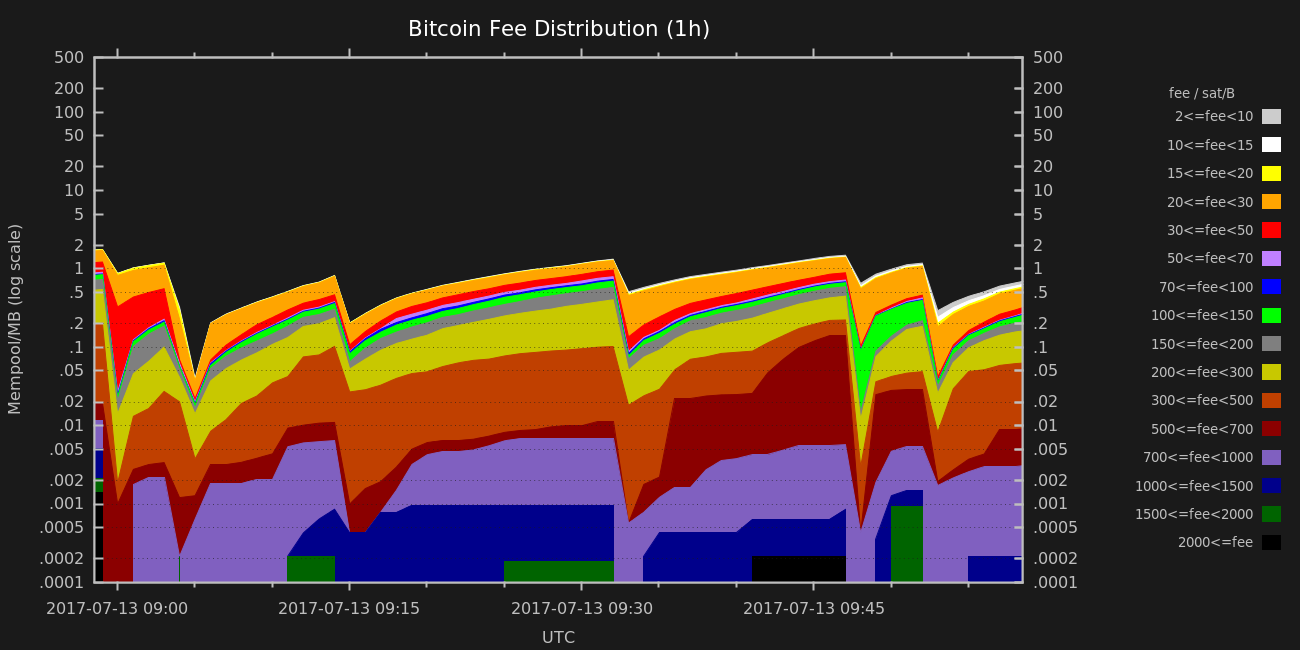 Bitcoin Fee Distribution (1h)
500 500
200 200
100 100
50 50
20 20
10 10
5 5
2 2
1 1
.5 .5
.2 .2
.1 .1
.05 .05
.02 .02
.01 .01
.005 .005
.002 .002
.001 .001
.0005 .0005
.0002 .0002
.0001 .0001
Mempool/MB (log scale)
2017-07-13 09:00 2017-07-13 09:15 2017-07-13 09:30 2017-07-13 09:45
UTC
fee / sat/B
2<=fee<10
10<=fee<15
15<=fee<20
20<=fee<30
30<=fee<50
50<=fee<70
70<=fee<100
100<=fee<150
150<=fee<200
200<=fee<300
300<=fee<500
500<=fee<700
700<=fee<1000
1000<=fee<1500
1500<=fee<2000
2000<=fee